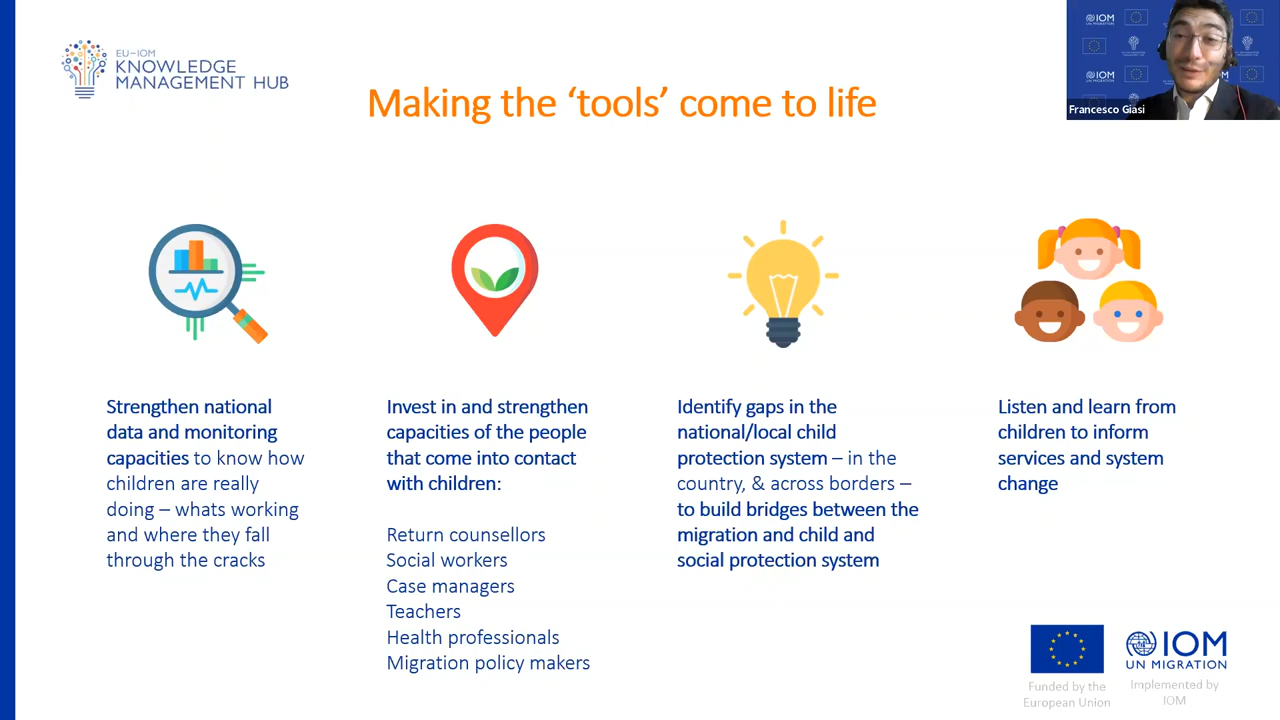 EU–IOM
KNOWLEDGE
MANAGEMENT HUB
Making the ‘tools’ come to life
IOM
UN MIGRATION
IOM
IOM
Francesco Giasi
Strengthen national
data and monitoring
capacities to know how
children are really
doing – whats working
and where they fall
through the cracks
Invest in and strengthen
capacities of the people
that come into contact
with children:
Return counsellors
Social workers
Case managers
Teachers
Health professionals
Migration policy makers
Identify gaps in the
national/local child
protection system – in the
country, & across borders –
to build bridges between the
migration and child and
social protection system
Listen and learn from
children to inform
services and system
change
Funded by the
European Union
IOM
UN MIGRATION
Implemented by
IOM